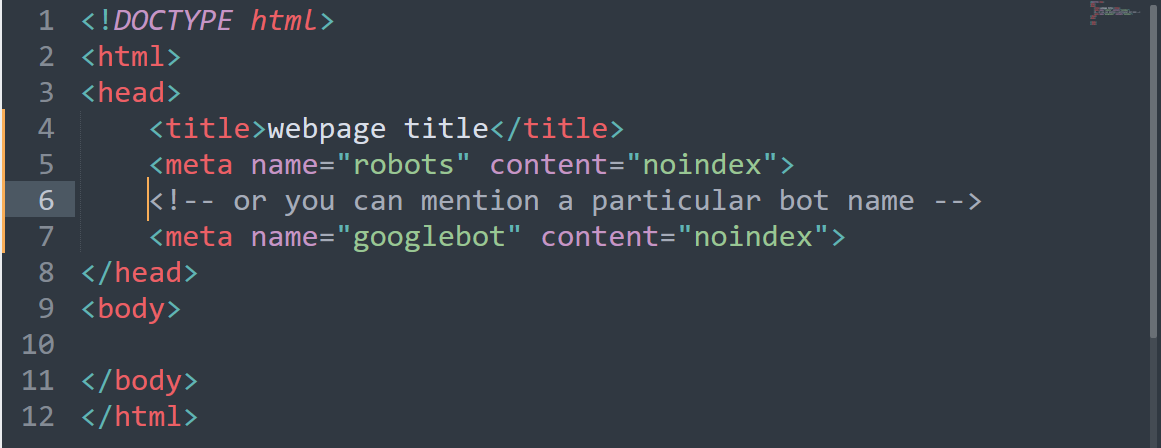 1 <!DOCTYPE html>
2 <html>
3 <head>
4     <title>webpage title</title>
5     <meta name="robots" content="noindex">
6     <!-- or you can mention a particular bot name -->
7     <meta name="googlebot" content="noindex">
8 </head>
9 <body>
10
11 </body>
12 </html>